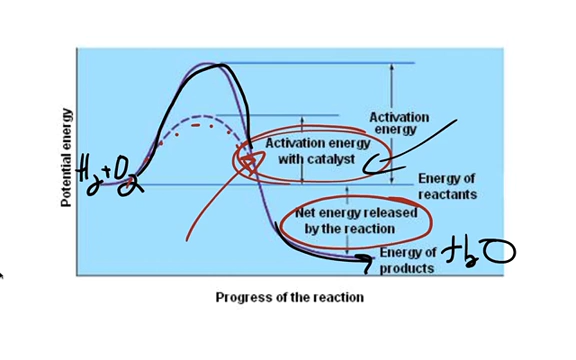 Potential energy
Activation
energy
Activation energy
with catalyst
H2+O2
Energy of
reactants
Net energy released
by the reaction
Energy of
products
H2O
Progress of the reaction